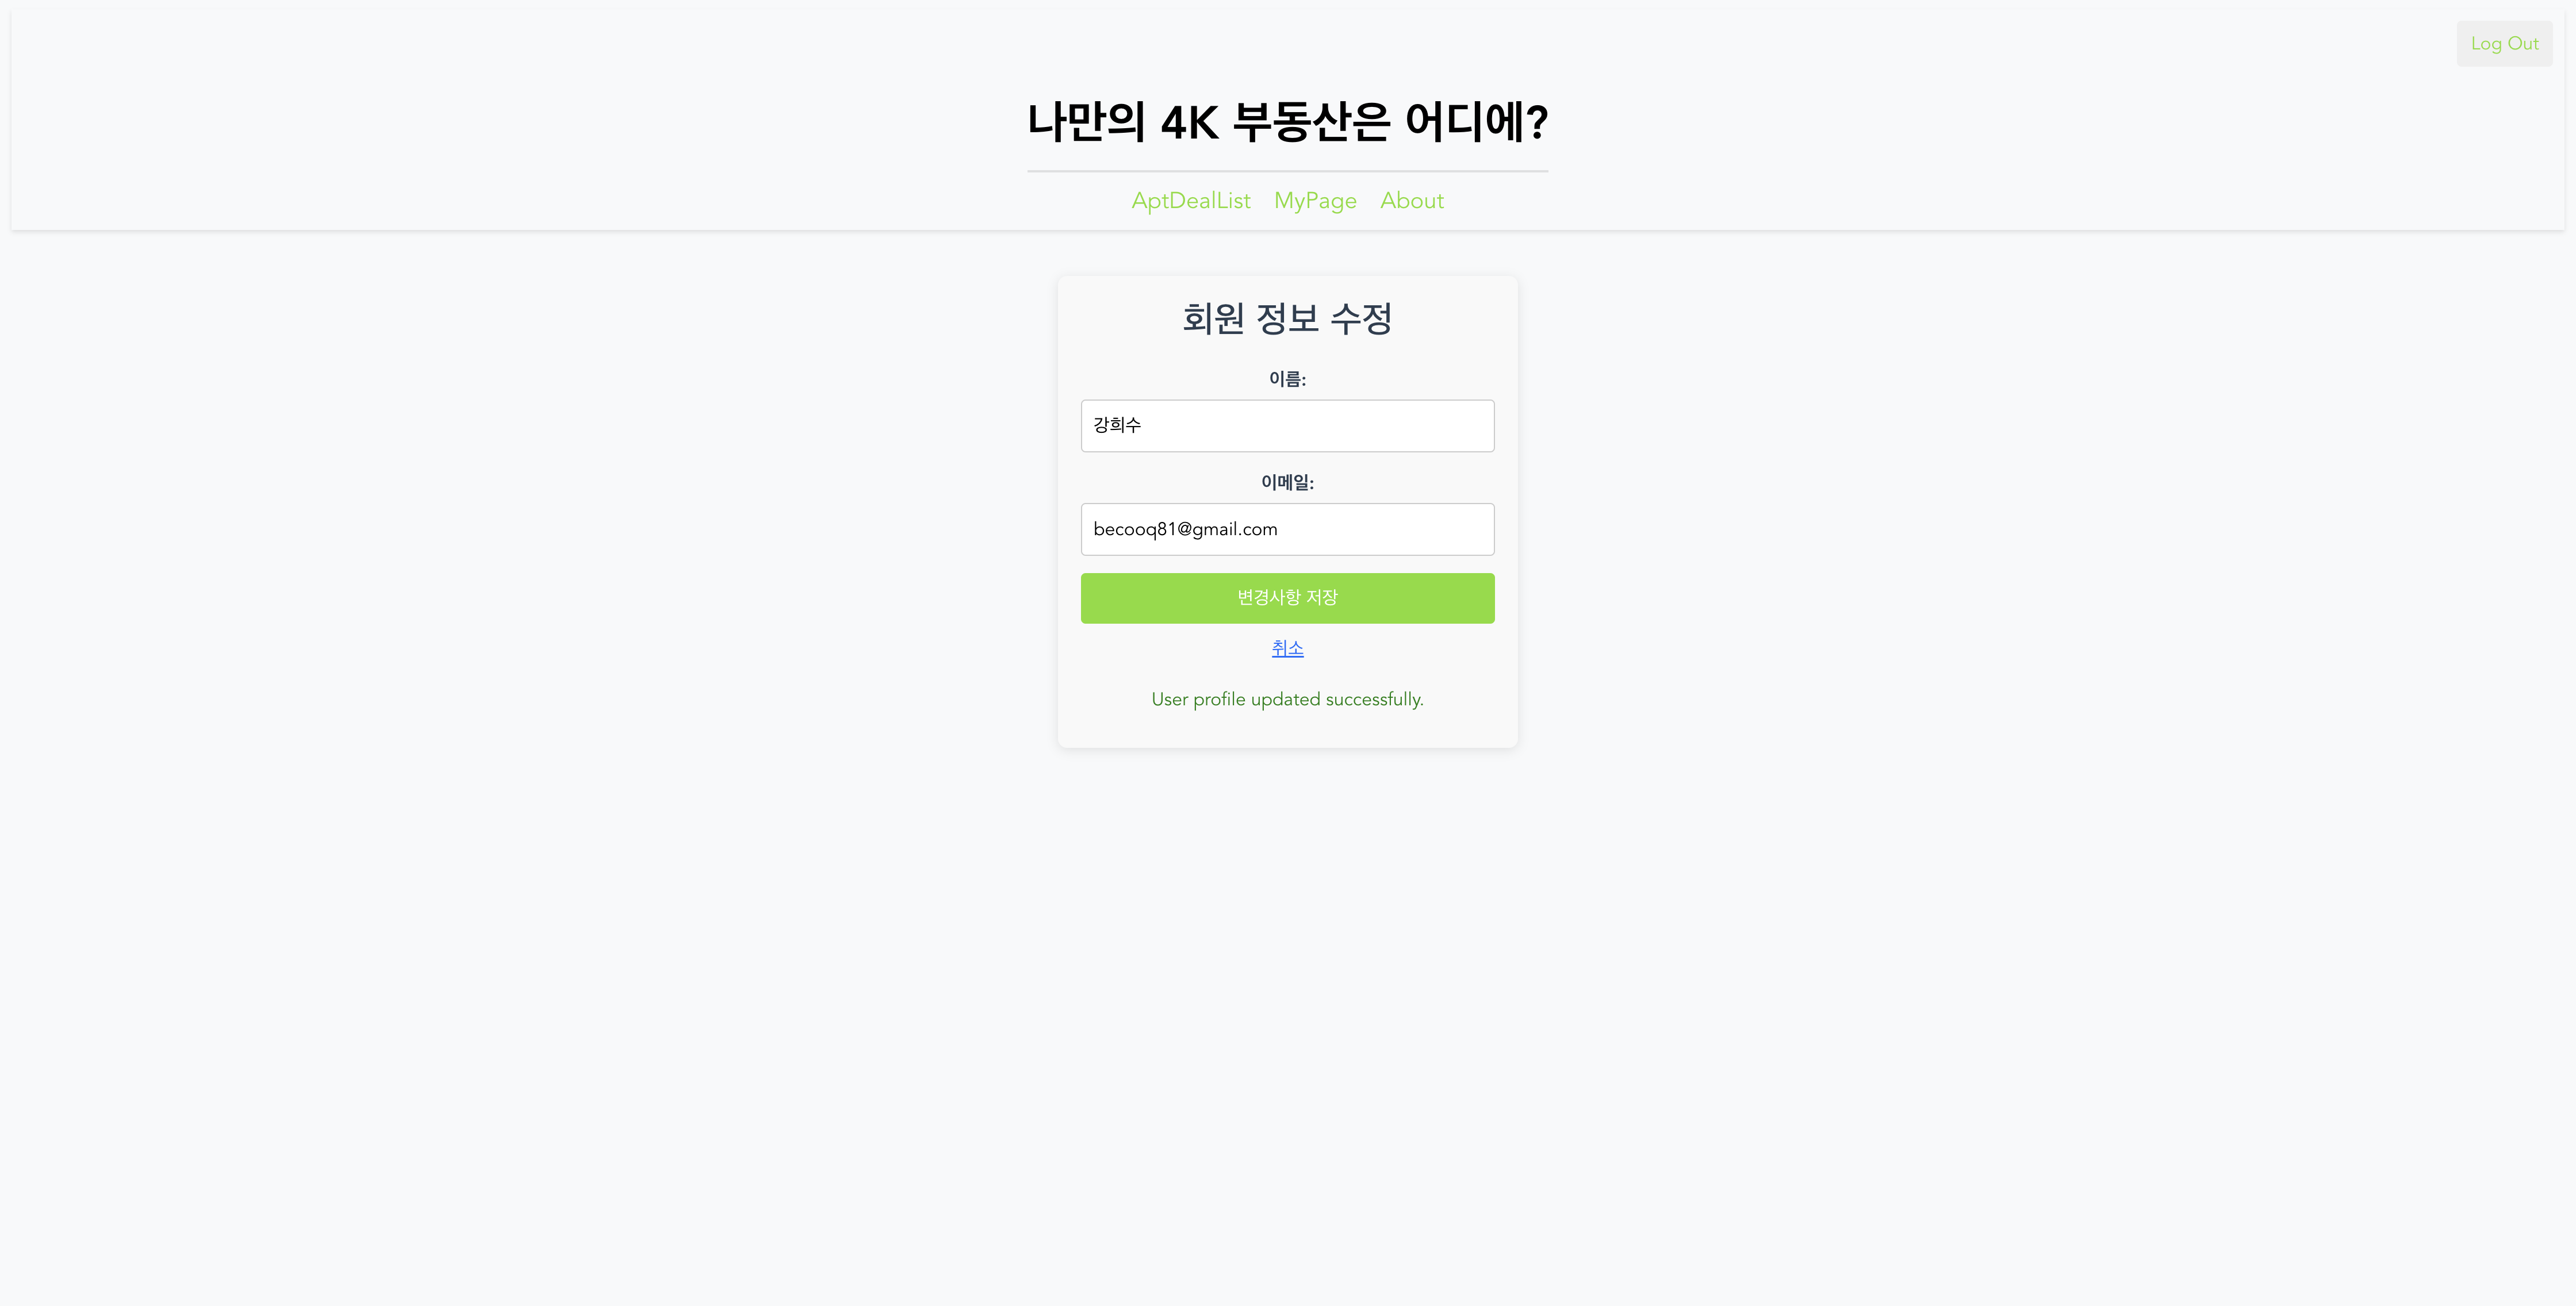 Log Out
나만의 4K 부동산은 어디에?
AptDealList MyPage About
회원 정보 수정
이름:
강희수
이메일:
becooq81@gmail.com
변경사항 저장
취소
User profile updated successfully.